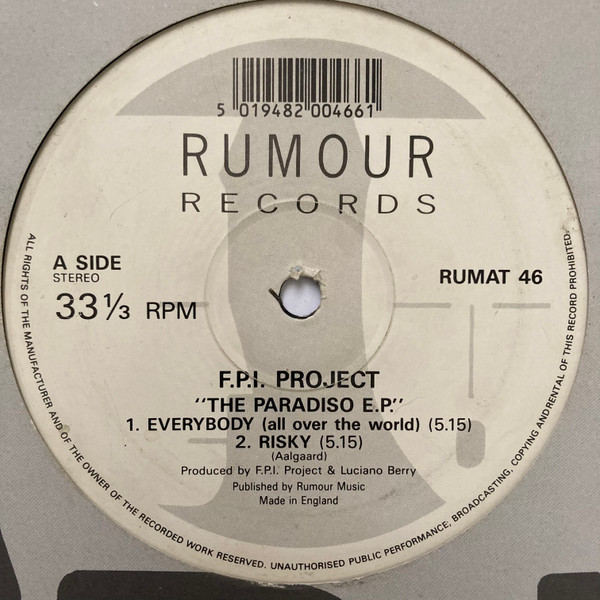 5 019482 004661
RUMOUR
RECORDS
A SIDE
STEREO
33 1/3 RPM
RUMAT 46
F.P.I. PROJECT
"THE PARADISO E.P."
1. EVERYBODY (all over the world) (5.15)
2. RISKY (5.15)
(Aalgaard)
Produced by F.P.I. Project & Luciano Berry
Published by Rumour Music
Made in England
ALL RIGHTS OF THE MANUFACTURER AND OF THE OWNER OF THE RECORDED WORK RESERVED. UNAUTHORISED PUBLIC PERFORMANCE, BROADCASTING, COPYING ANDRENTAL OF THIS RECORD PROHIBITED.